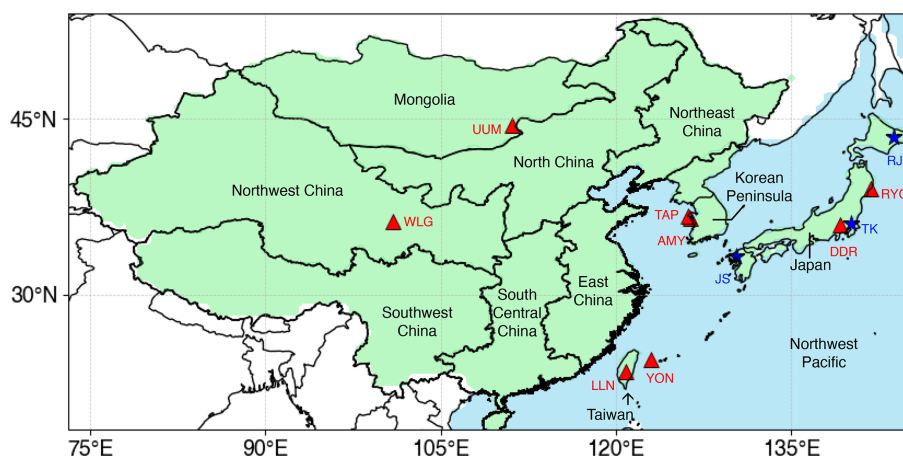 45°N
30°N
Mongolia
UUM
Northeast
China
North China
Northwest China
WLG
Korean
Peninsula
TAP
AMY
RJ
RYO
TK
DDR
Japan
JS
Southwest
China
South
Central
China
East
China
Northwest
Pacific
LLN
YON
Taiwan
75°E
90°E
105°E
120°E
135°E